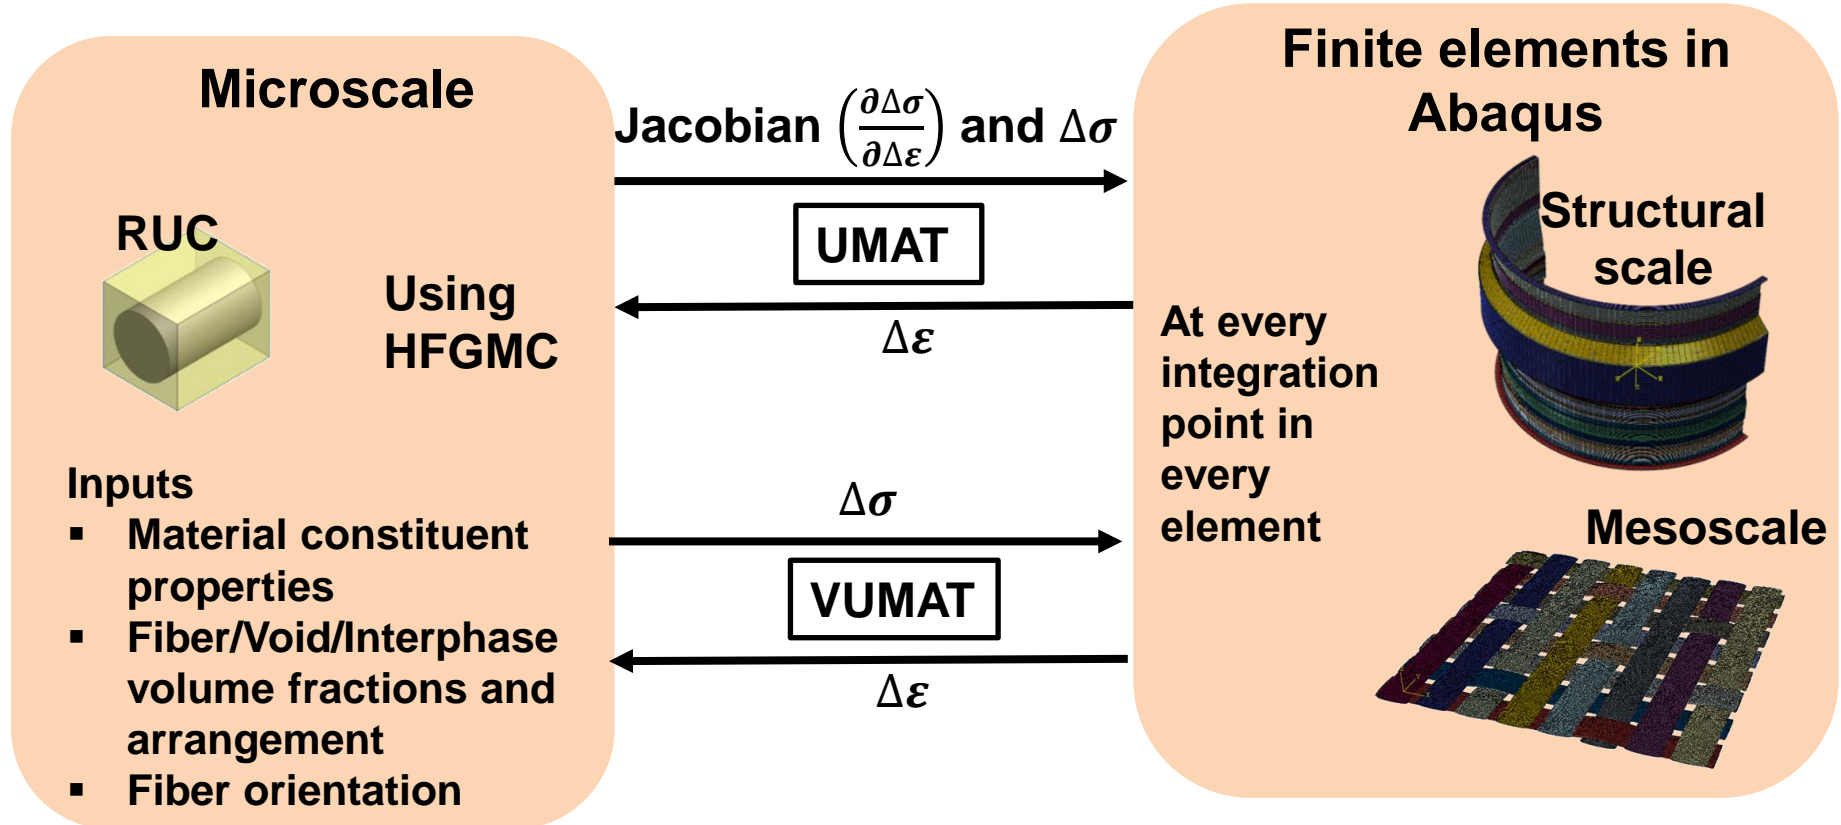 Microscale
RUC
Using
HFGMC
Inputs
▪ Material constituent
properties
▪ Fiber/Void/Interphase
volume fractions and
arrangement
▪ Fiber orientation
Jacobian (∂Δ𝝈/∂Δ𝜺) and Δ𝝈
UMAT
Δ𝜺
Δ𝝈
VUMAT
Δ𝜺
Finite elements in
Abaqus
Structural
scale
At every
integration
point in
every
element
Mesoscale